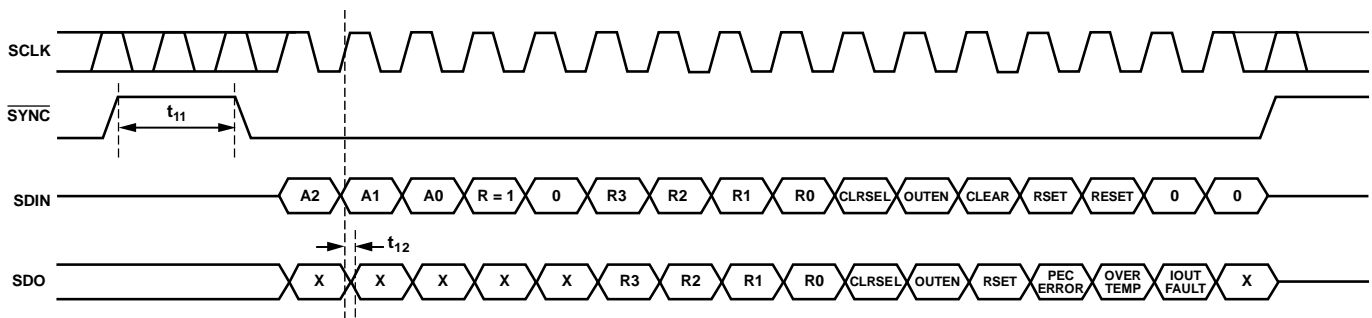 SCLK
SYNC
t11
SDIN A2 A1 A0 R = 1 0 R3 R2 R1 R0 CLRSEL OUTEN CLEAR RSET RESET 0 0
t12
SDO X X X X X R3 R2 R1 R0 CLRSEL OUTEN RSET PEC ERROR OVER TEMP IOUT FAULT X